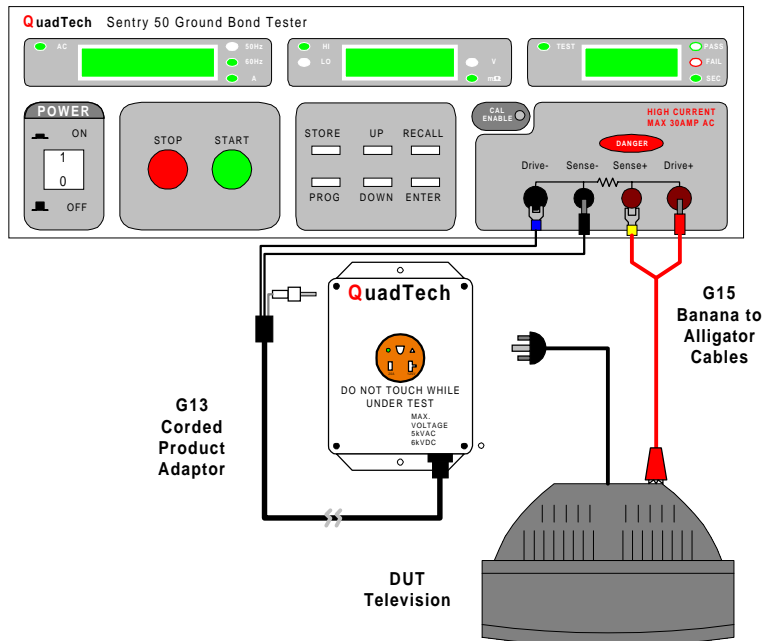 QuadTech Sentry 50 Ground Bond Tester
AC
50Hz
60Hz
A
HI
LO
V
mΩ
TEST
PASS
FAIL
SEC
POWER
ON
1
0
OFF
STOP START
STORE UP RECALL
PROG DOWN ENTER
CAL
ENABLE
HIGH CURRENT
MAX 30AMP AC
DANGER
Drive- Sense- Sense+ Drive+
QuadTech
DO NOT TOUCH WHILE
UNDER TEST
MAX.
VOLTAGE
5kVAC
6kVDC
G13
Corded
Product
Adaptor
G15
Banana to
Alligator
Cables
DUT
Television